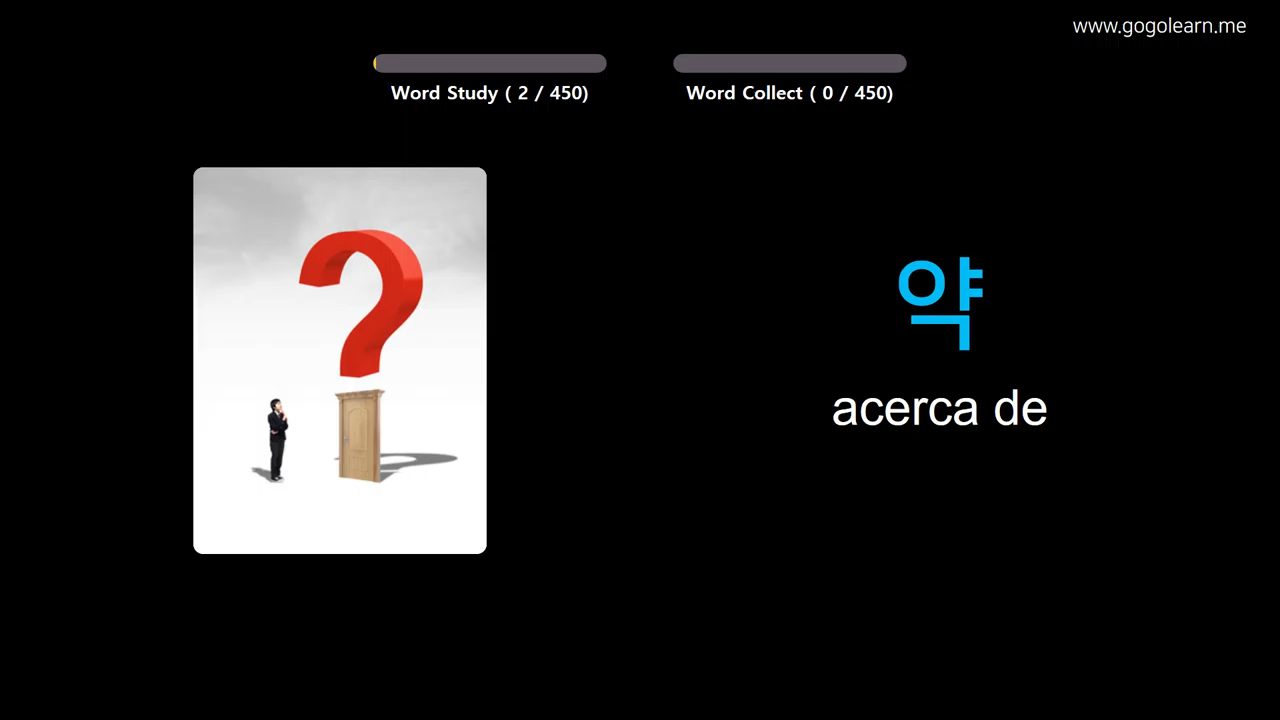 www.gogolearn.me
Word Study ( 2 / 450)
Word Collect ( 0 / 450)
약
acerca de